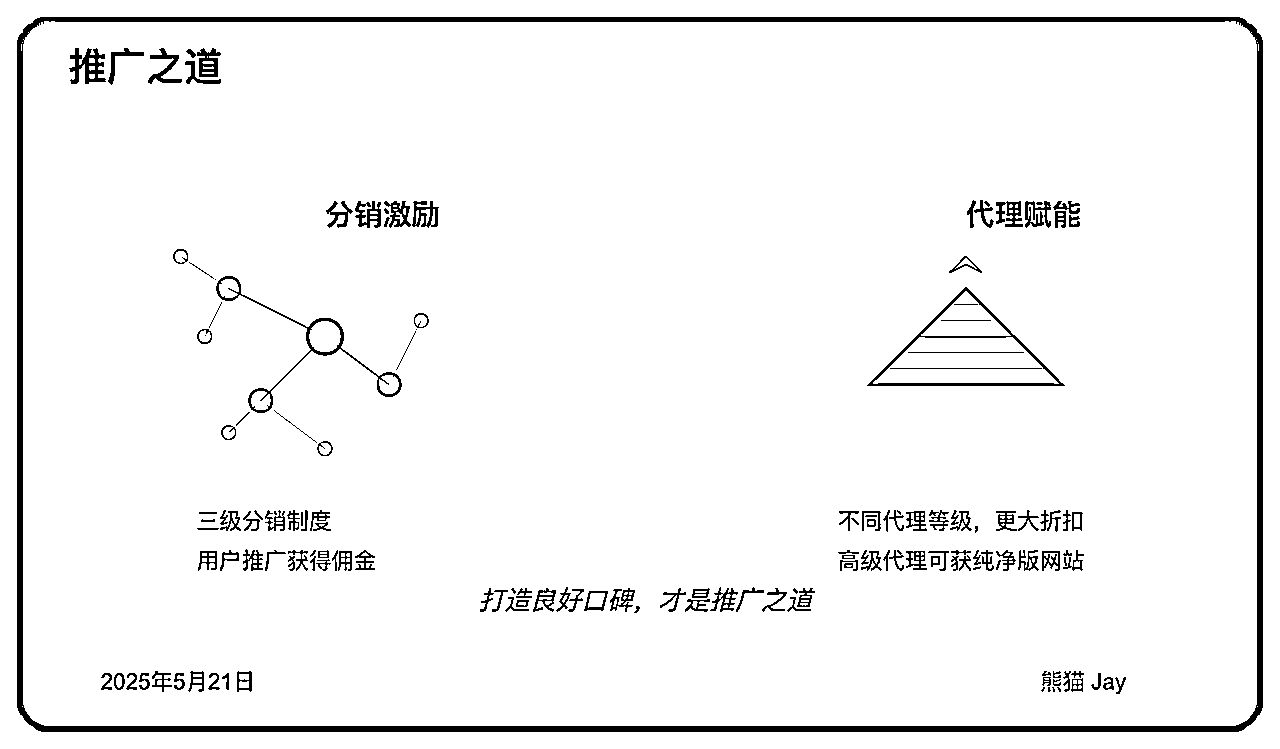 推广之道
分销激励
代理赋能
三级分销制度
用户推广获得佣金
不同代理等级，更大折扣
高级代理可获纯净版网站
打造良好口碑，才是推广之道
2025年5月21日
熊猫 Jay